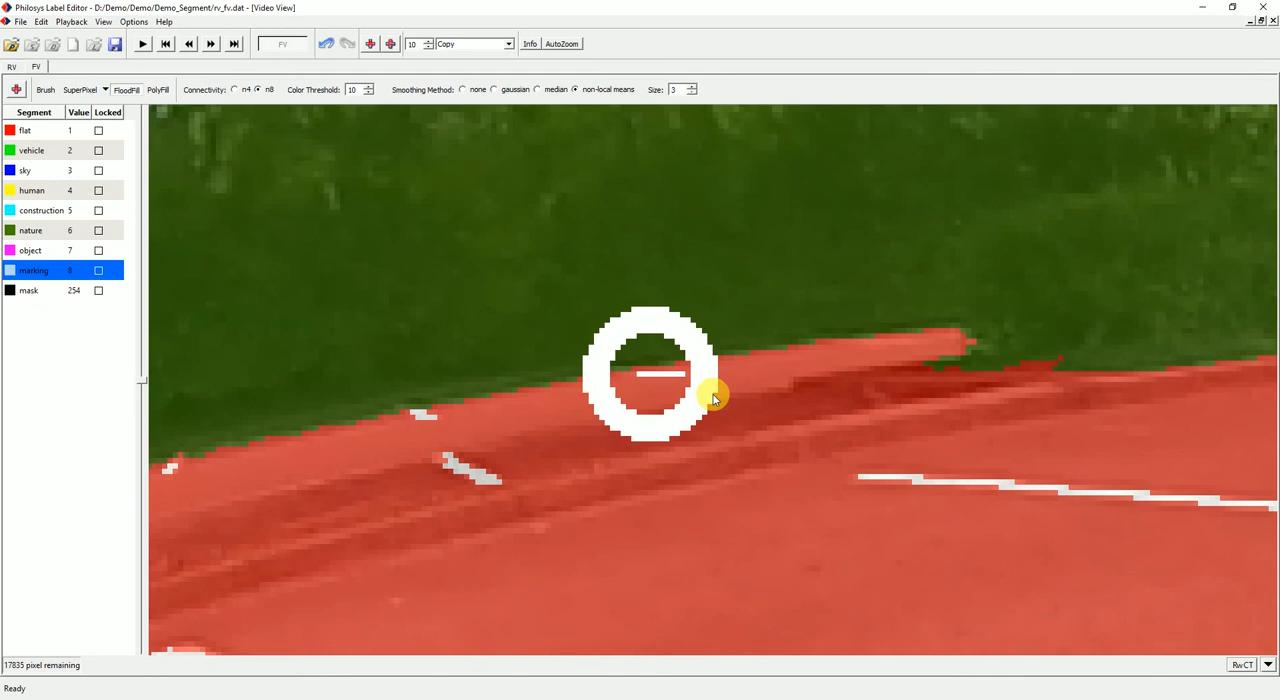 Philosys Label Editor - D:/Demo/Demo/Demo_Segment/rv_fv.dat - [Video View]
File Edit Playback View Options Help
FV 10 Copy Info AutoZoom
RV FV
Brush SuperPixel FloodFill PolyFill Connectivity: n4 n8 Color Threshold: 10 Smoothing Method: none gaussian median non-local means Size: 3
Segment Value Locked
flat 1
vehicle 2
sky 3
human 4
construction 5
nature 6
object 7
marking 8
mask 254
17835 pixel remaining RwCT
Ready